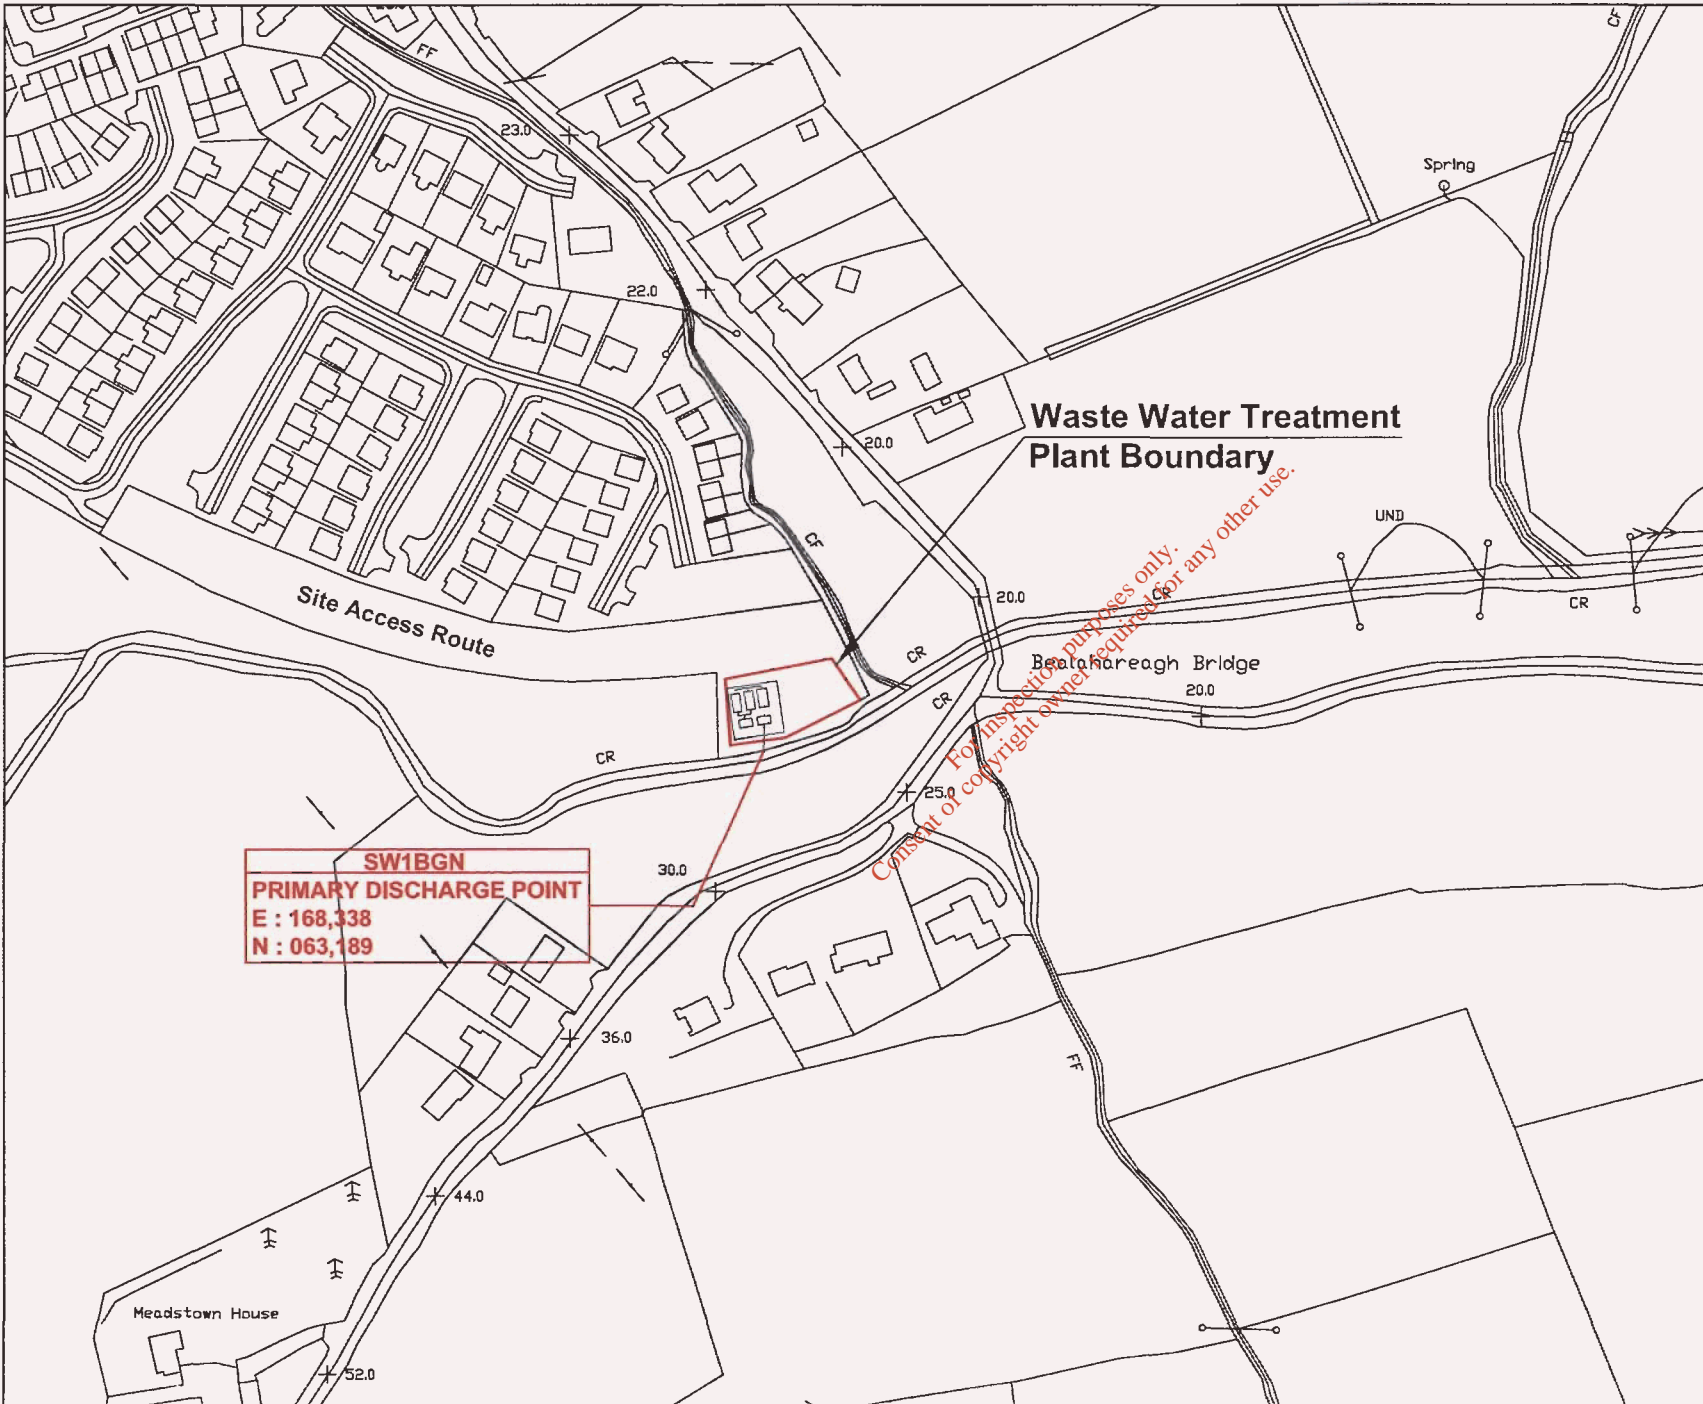 FF
CF
23.0
Spring
22.0
Waste Water Treatment
Plant Boundary
20.0
UND
CF
Site Access Route
20.0
CR
CR
CR
Bealahareagh Bridge
20.0
CR
CR
25.0
For inspection purposes only.
Consent of copyright owner required for any other use.
SW1BGN
PRIMARY DISCHARGE POINT
E : 168,338
N : 063,189
30.0
36.0
FF
44.0
Meadstown House
52.0